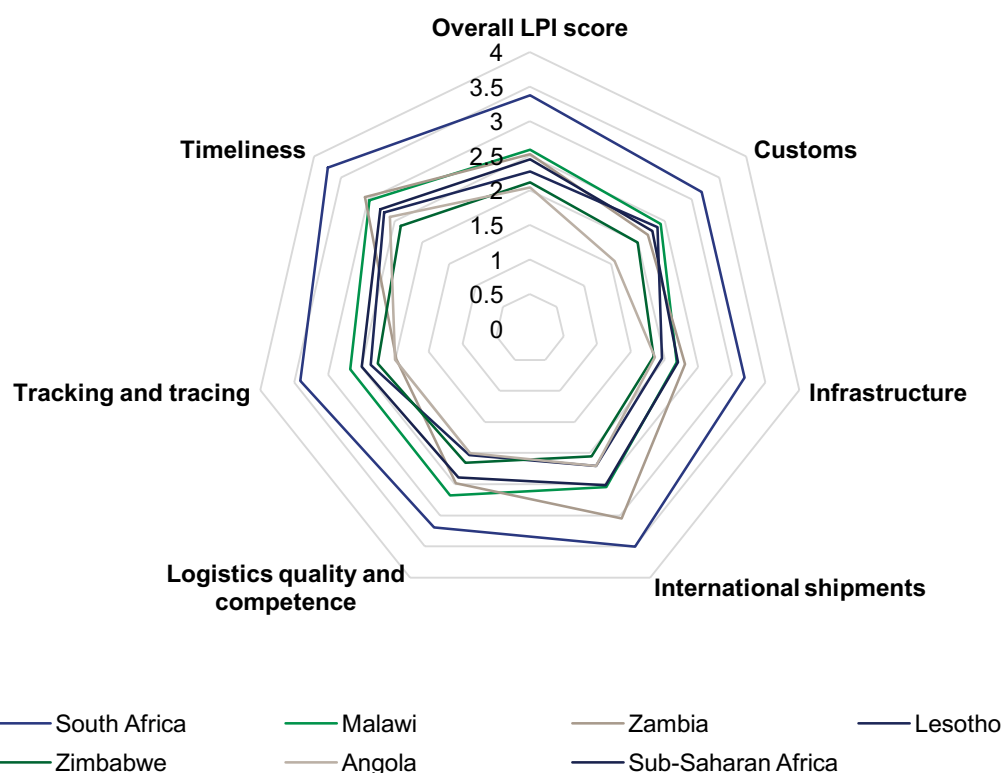 Overall LPI score
4
3.5
3
2.5
2
1.5
1
0.5
0
Timeliness
Customs
Tracking and tracing
Infrastructure
Logistics quality and
competence
International shipments
South Africa Malawi Zambia Lesotho
Zimbabwe Angola Sub-Saharan Africa